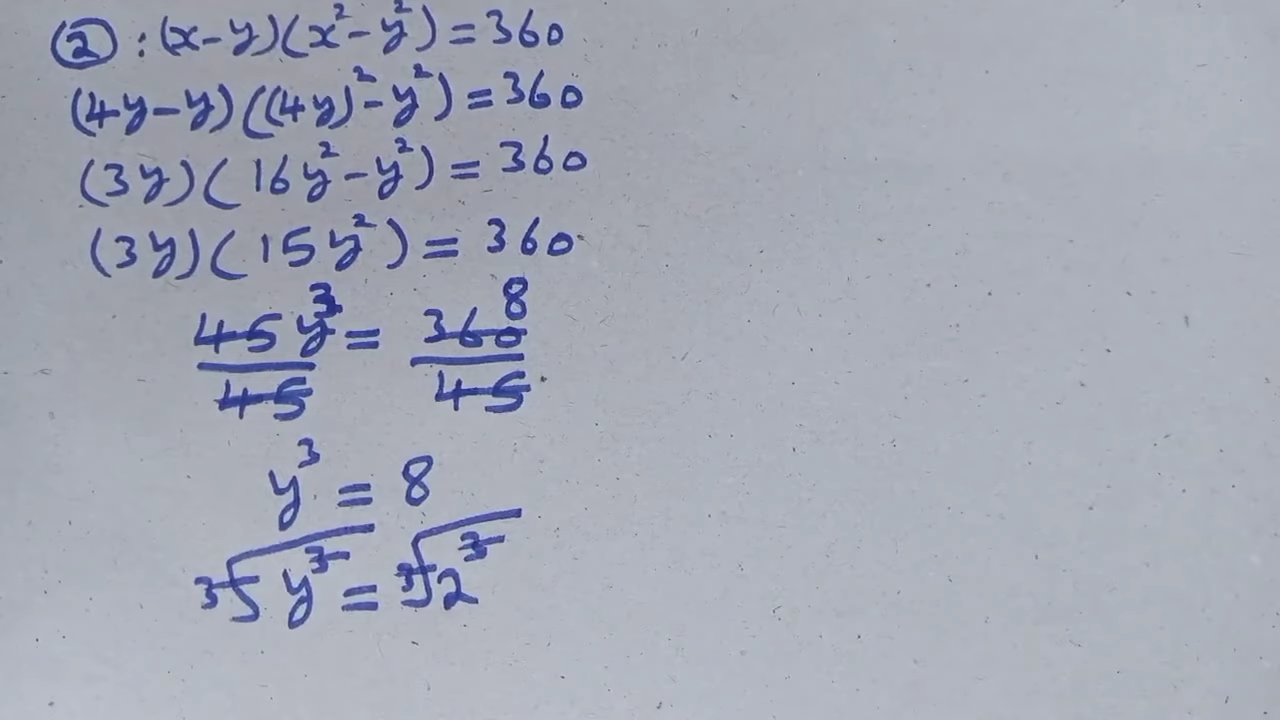 ② : (x-y)(x²-y²)=360
(4y-y)((4y)²-y²)=360
(3y)(16y²-y²)=360
(3y)(15y²)=360
45y³/45 = 360/45 8
y³=8
∛y³=∛2³